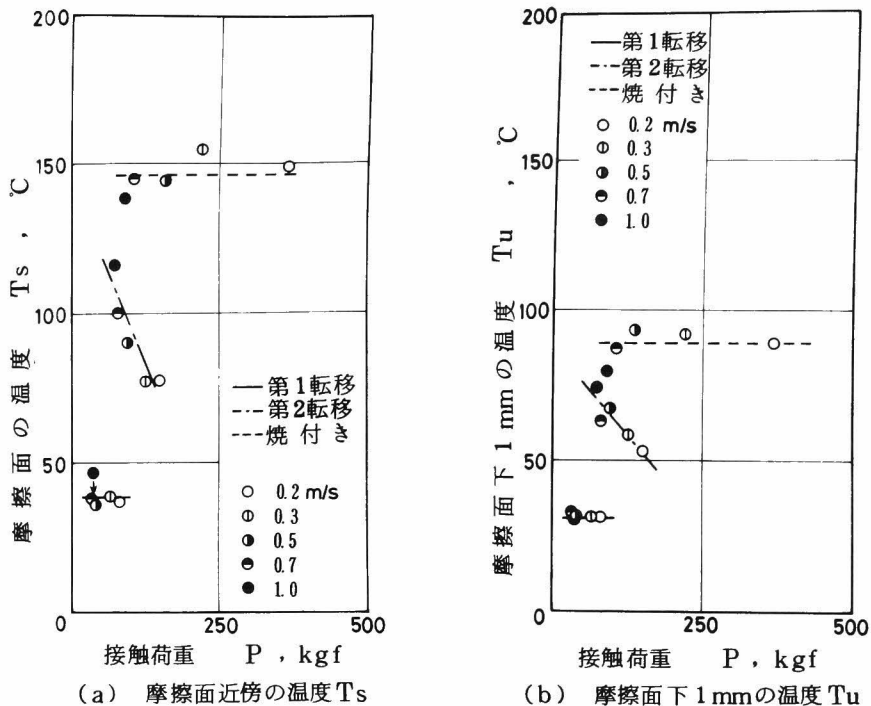 200
150
100
50
0
250
500
摩擦面の温度 Ts , ℃
第1転移
第2転移
焼付き
0.2 m/s
0.3
0.5
0.7
1.0
接触荷重 P , kgf
(a) 摩擦面近傍の温度Ts
200
150
100
50
0
250
500
摩擦面下1mmの温度 Tu , ℃
第1転移
第2転移
焼付き
0.2 m/s
0.3
0.5
0.7
1.0
接触荷重 P , kgf
(b) 摩擦面下1mmの温度Tu